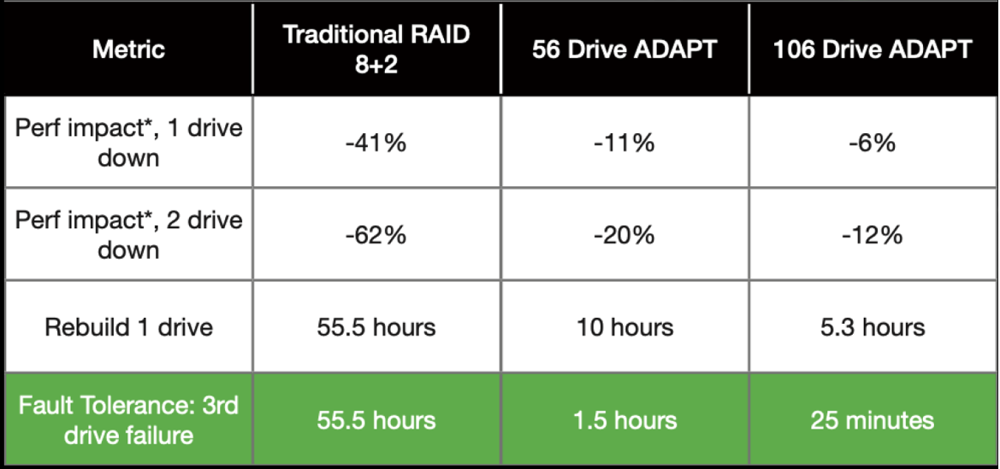 Metric
Traditional RAID
8+2
56 Drive ADAPT
106 Drive ADAPT
Perf impact*, 1 drive
down
-41%
-11%
-6%
Perf impact*, 2 drive
down
-62%
-20%
-12%
Rebuild 1 drive
55.5 hours
10 hours
5.3 hours
Fault Tolerance: 3rd
drive failure
55.5 hours
1.5 hours
25 minutes